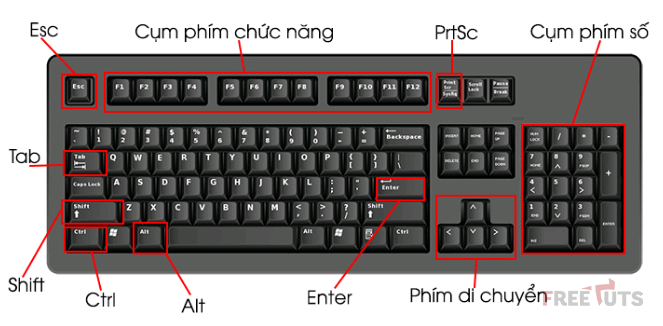 Esc
Cụm phím chức năng
PrtSc
Cụm phím số
Esc F1 F2 F3 F4 F5 F6 F7 F8 F9 F10 F11 F12 Print Scr SysRq Scroll Lock Pause Break
~ ` ! 1 @ 2 # 3 $ 4 % 5 ^ 6 & 7 * 8 ( 9 ) 0 _ - + = Backspace INSERT HOME PAGE UP NUM LOCK / * -
Tab Q W E R T Y U I O P { [ } ] | \ DELETE END PAGE DOWN 7 HOME 8 9 PGUP +
Caps Lock A S D F G H J K L : ; " ' Enter 4 5 6
Shift Z X C V B N M < , > . ? / Shift 1 END 2 3 PGDN ENTER
Ctrl Alt Alt Ctrl INS DEL
Tab
Shift
Ctrl
Alt
Enter
Phím di chuyển
FREETUTS